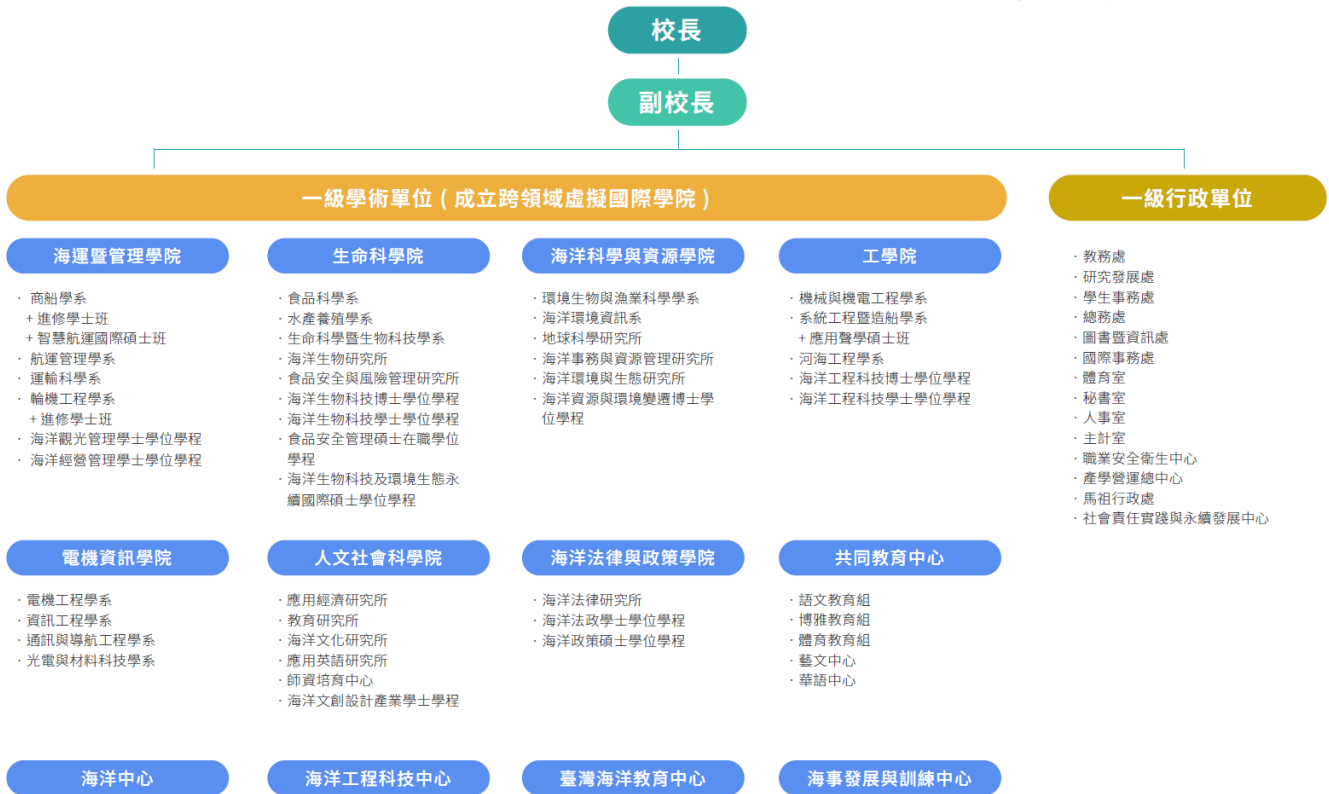 校長
副校長
一級學術單位 ( 成立跨領域虛擬國際學院 )
海運暨管理學院
· 商船學系
+ 進修學士班
+ 智慧航運國際碩士班
· 航運管理學系
· 運輸科學系
· 輪機工程學系
+ 進修學士班
· 海洋觀光管理學士學位學程
· 海洋經營管理學士學位學程
生命科學院
· 食品科學系
· 水產養殖學系
· 生命科學暨生物科技學系
· 海洋生物研究所
· 食品安全與風險管理研究所
· 海洋生物科技博士學位學程
· 海洋生物科技學士學位學程
· 食品安全管理碩士在職學位
學程
· 海洋生物科技及環境生態永
續國際碩士學位學程
海洋科學與資源學院
· 環境生物與漁業科學學系
· 海洋環境資訊系
· 地球科學研究所
· 海洋事務與資源管理研究所
· 海洋環境與生態研究所
· 海洋資源與環境變遷博士學
位學程
工學院
· 機械與機電工程學系
· 系統工程暨造船學系
+ 應用聲學碩士班
· 河海工程學系
· 海洋工程科技博士學位學程
· 海洋工程科技學士學位學程
電機資訊學院
· 電機工程學系
· 資訊工程學系
· 通訊與導航工程學系
· 光電與材料科技學系
人文社會科學院
· 應用經濟研究所
· 教育研究所
· 海洋文化研究所
· 應用英語研究所
· 師資培育中心
· 海洋文創設計產業學士學程
海洋法律與政策學院
· 海洋法律研究所
· 海洋法政學士學位學程
· 海洋政策碩士學位學程
共同教育中心
· 語文教育組
· 博雅教育組
· 體育教育組
· 藝文中心
· 華語中心
海洋中心
海洋工程科技中心
臺灣海洋教育中心
海事發展與訓練中心
一級行政單位
· 教務處
· 研究發展處
· 學生事務處
· 總務處
· 圖書暨資訊處
· 國際事務處
· 體育室
· 秘書室
· 人事室
· 主計室
· 職業安全衛生中心
· 產學營運總中心
· 馬祖行政處
· 社會責任實踐與永續發展中心